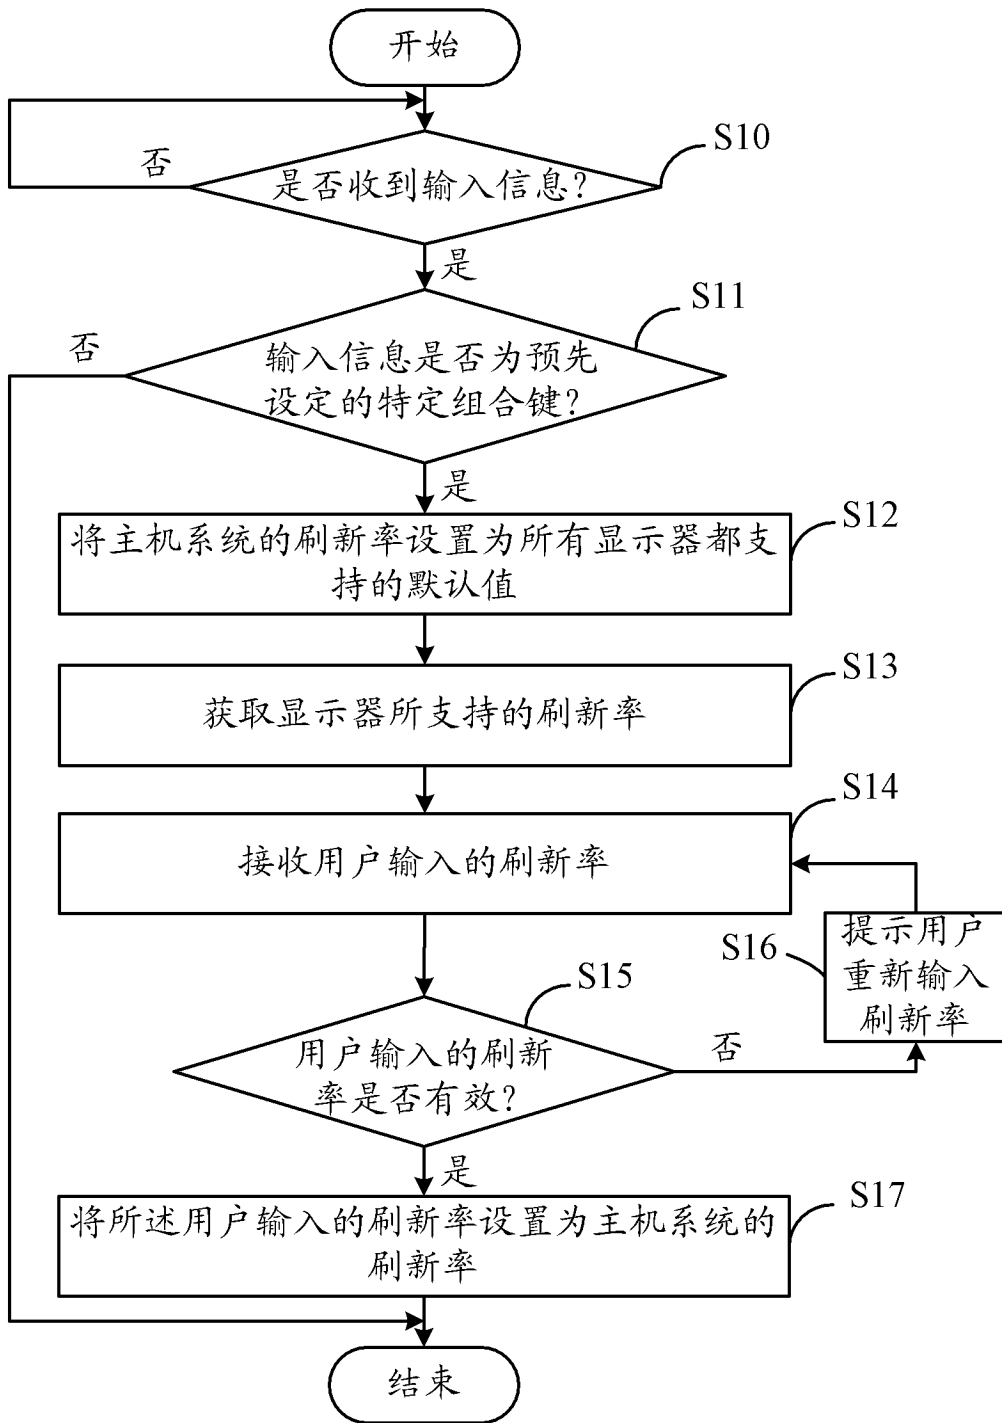 开始
S10
否
是否收到输入信息?
是
S11
否
输入信息是否为预先
设定的特定组合键?
是
S12
将主机系统的刷新率设置为所有显示器都支
持的默认值
S13
获取显示器所支持的刷新率
S14
接收用户输入的刷新率
提示用户
重新输入
刷新率
S16
S15
用户输入的刷新
率是否有效?
否
是
S17
将所述用户输入的刷新率设置为主机系统的
刷新率
结束